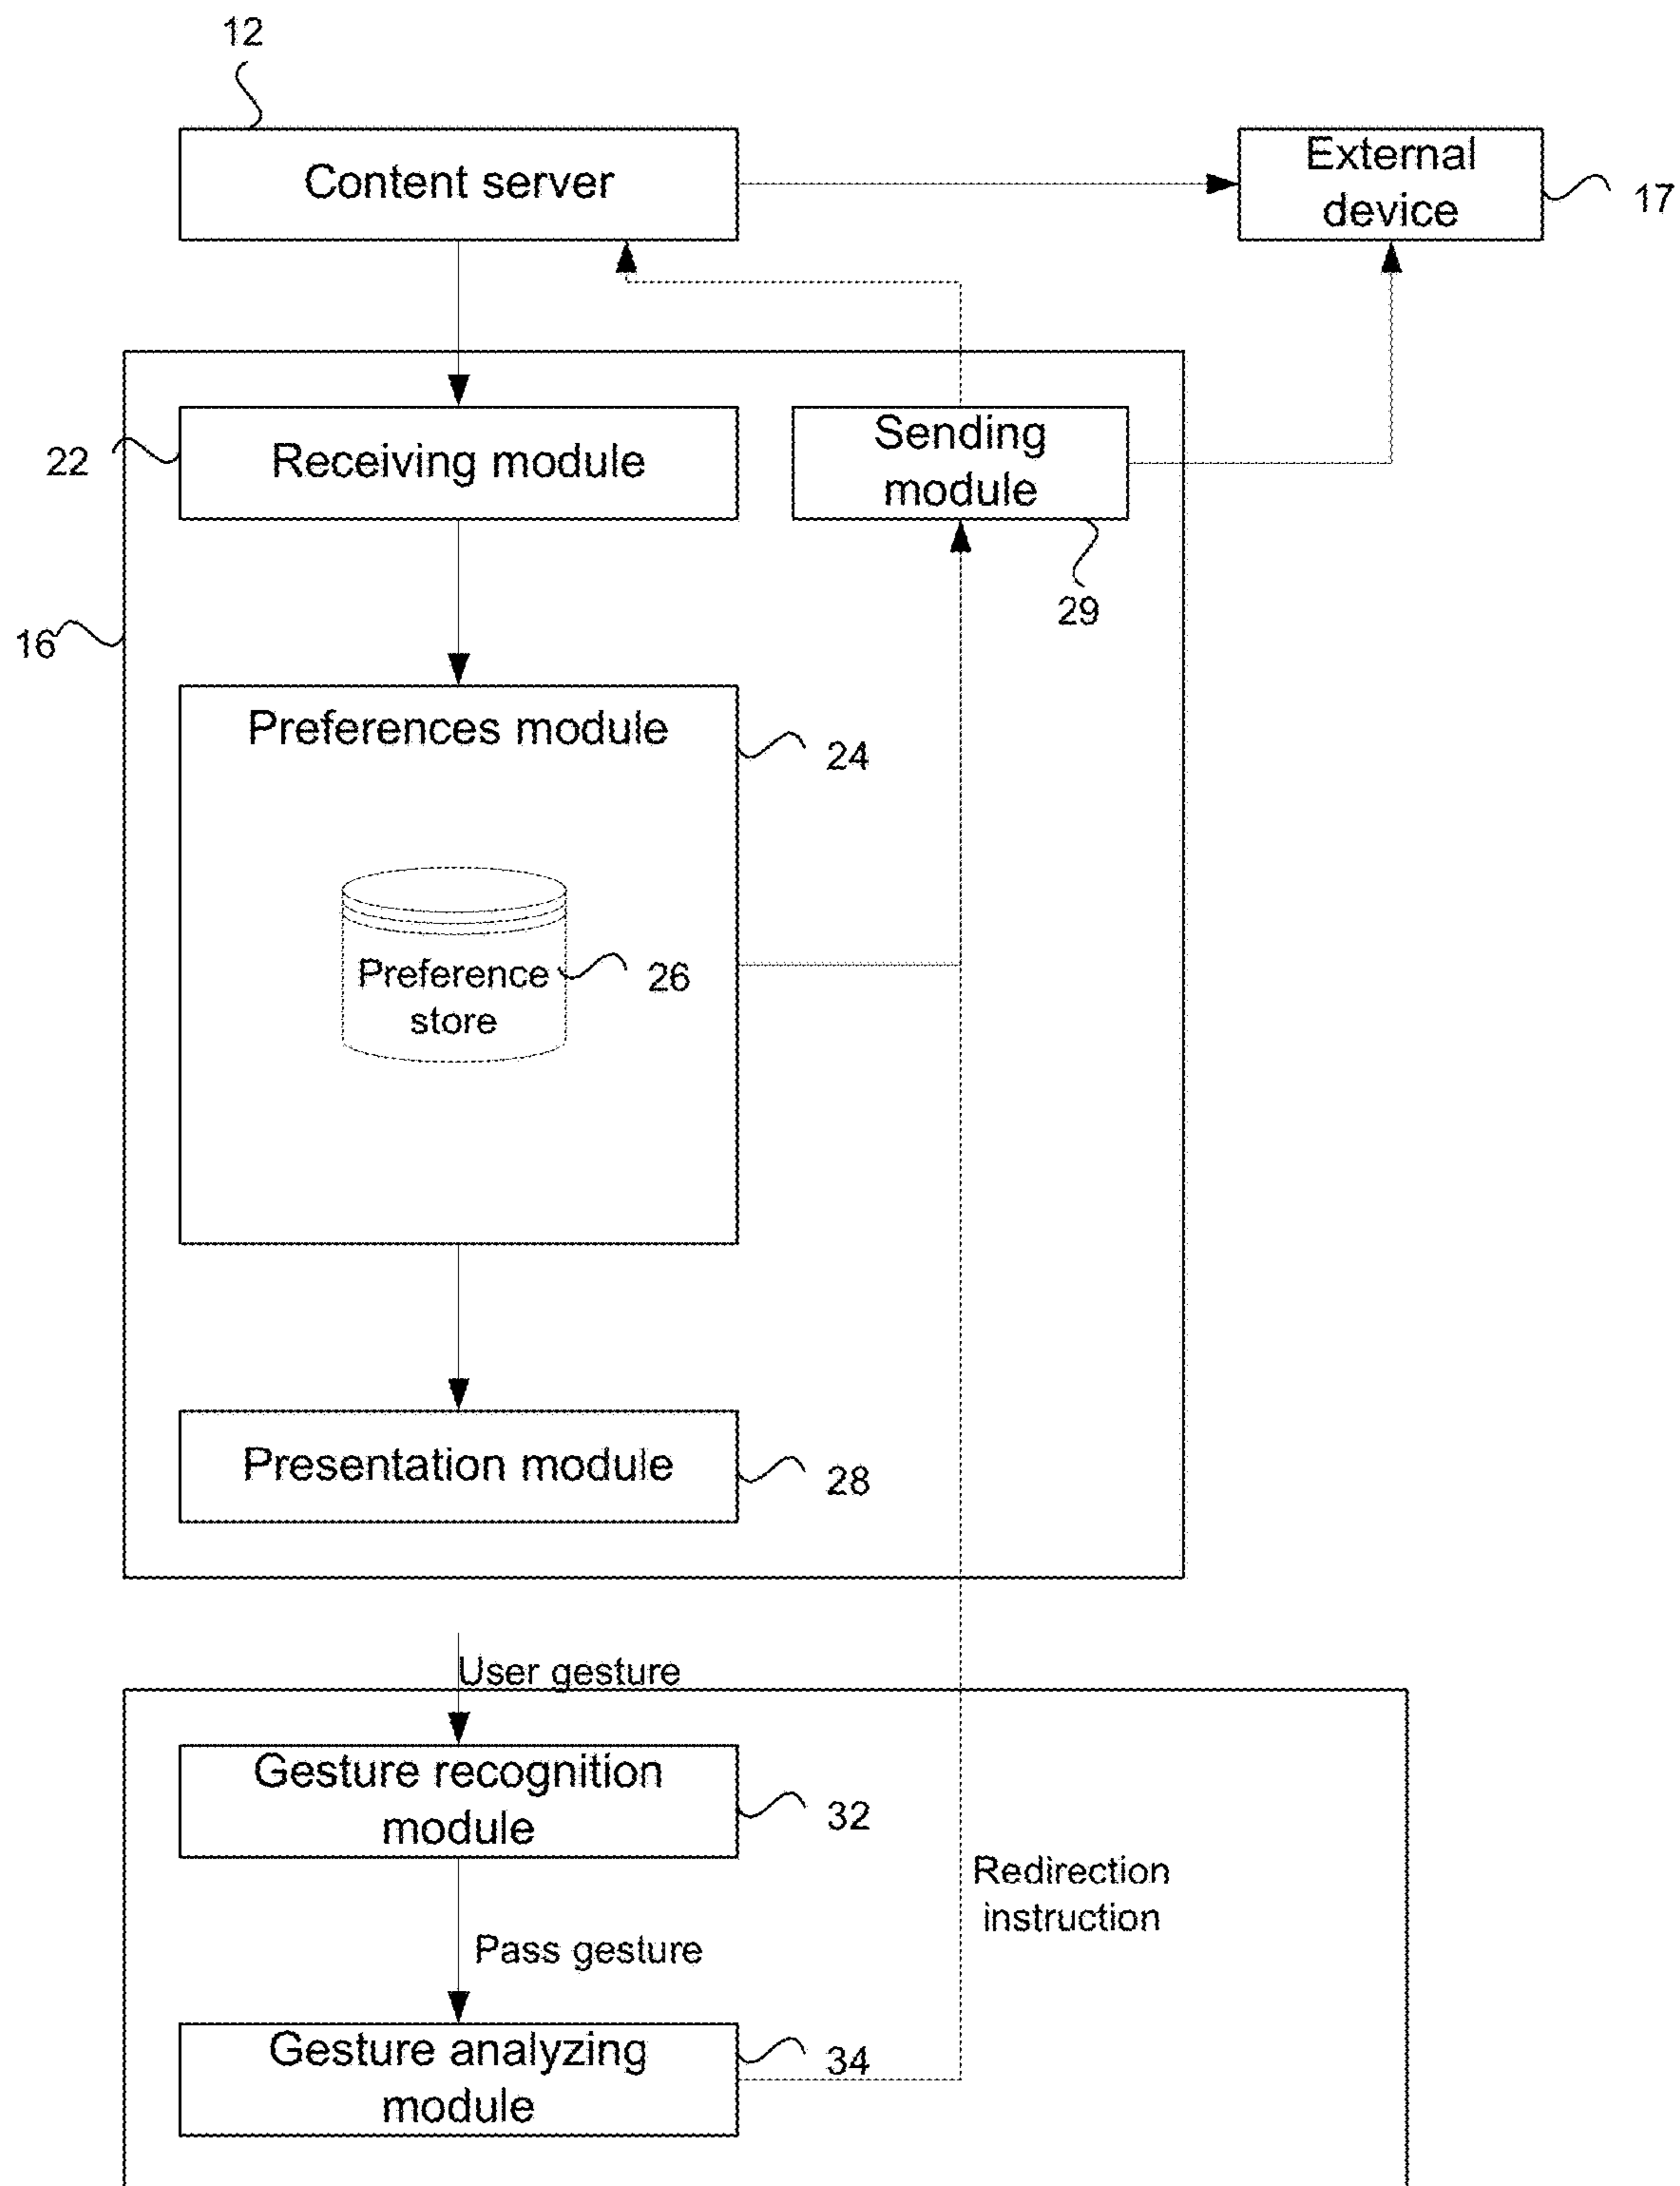 12
Content server
External
device
17
22
Receiving module
Sending
module
29
16
Preferences module
24
Preference
store
26
Presentation module
28
User gesture
Gesture recognition
module
32
Redirection
instruction
Pass gesture
Gesture analyzing
module
34